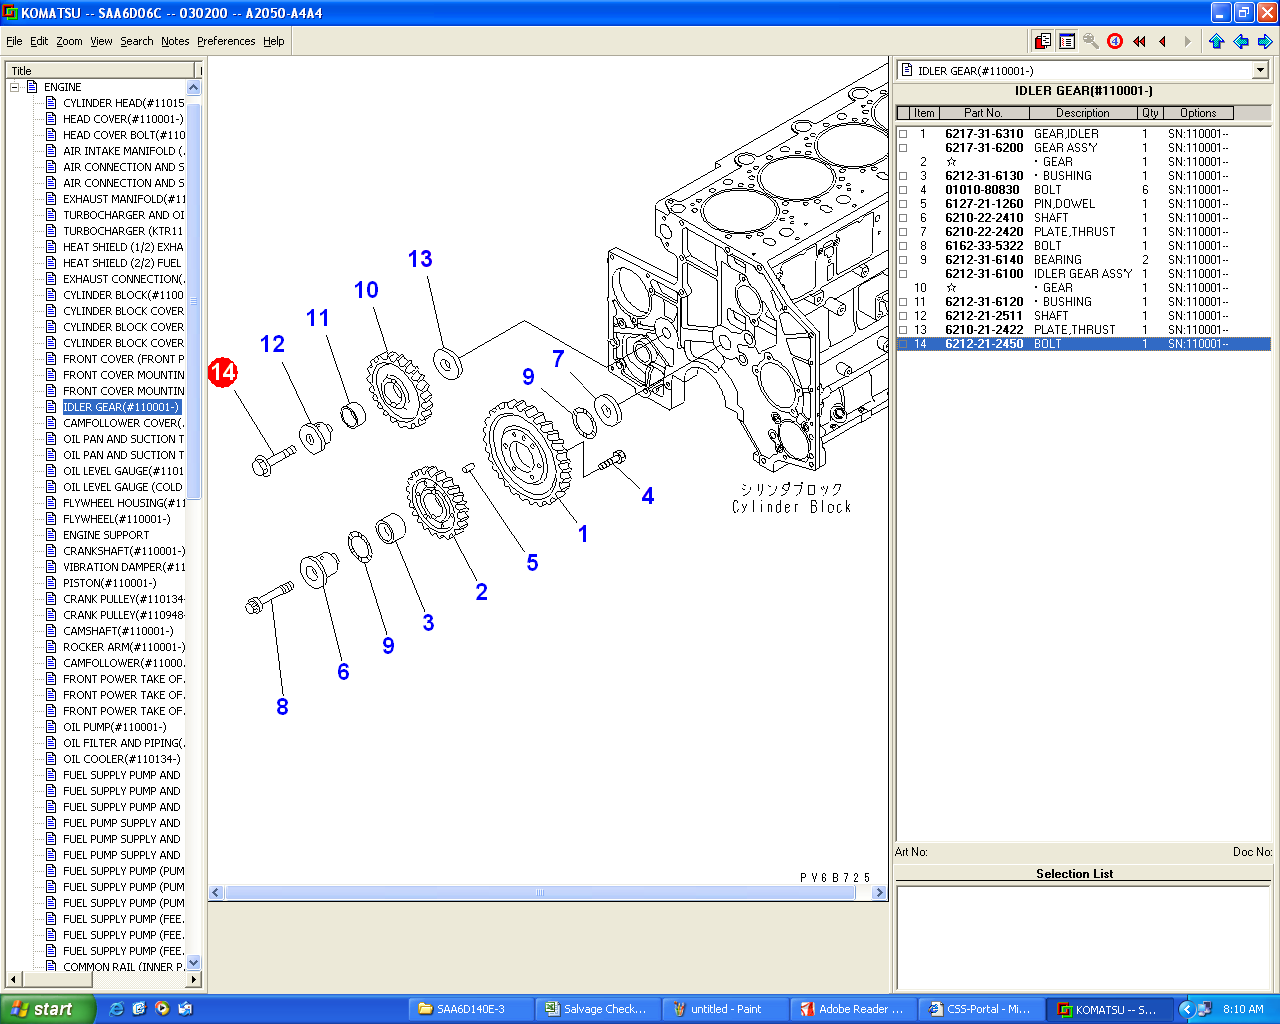 KOMATSU -- SAA6D06C -- 030200 -- A2050-A4A4
File Edit Zoom View Search Notes Preferences Help
Title
ENGINE
CYLINDER HEAD(#11015
HEAD COVER(#110001-)
HEAD COVER BOLT(#110
AIR INTAKE MANIFOLD (.
AIR CONNECTION AND S
AIR CONNECTION AND S
EXHAUST MANIFOLD(#11
TURBOCHARGER AND OI
TURBOCHARGER (KTR11
HEAT SHIELD (1/2) EXHA
HEAT SHIELD (2/2) FUEL
EXHAUST CONNECTION(.
CYLINDER BLOCK(#1100
CYLINDER BLOCK COVER
CYLINDER BLOCK COVER
CYLINDER BLOCK COVER
FRONT COVER (FRONT P
FRONT COVER MOUNTIN
FRONT COVER MOUNTIN
IDLER GEAR(#110001-)
CAMFOLLOWER COVER(.
OIL PAN AND SUCTION T
OIL PAN AND SUCTION T
OIL LEVEL GAUGE(#1101
OIL LEVEL GAUGE (COLD
FLYWHEEL HOUSING(#11
FLYWHEEL(#110001-)
ENGINE SUPPORT
CRANKSHAFT(#110001-)
VIBRATION DAMPER(#11
PISTON(#110001-)
CRANK PULLEY(#110134-
CRANK PULLEY(#110948-
CAMSHAFT(#110001-)
ROCKER ARM(#110001-)
CAMFOLLOWER(#11000.
FRONT POWER TAKE OF.
FRONT POWER TAKE OF.
FRONT POWER TAKE OF.
OIL PUMP(#110001-)
OIL FILTER AND PIPING(.
OIL COOLER(#110134-)
FUEL SUPPLY PUMP AND
FUEL SUPPLY PUMP AND
FUEL SUPPLY PUMP AND
FUEL PUMP SUPPLY AND
FUEL PUMP SUPPLY AND
FUEL PUMP SUPPLY AND
FUEL SUPPLY PUMP (PUM
FUEL SUPPLY PUMP (PUM
FUEL SUPPLY PUMP (PUM
FUEL SUPPLY PUMP (FEE.
FUEL SUPPLY PUMP (FEE.
FUEL SUPPLY PUMP (FEE.
COMMON RAIL (INNER P.
13
10
11
12
14
7
9
4
1
5
2
3
9
6
8
シリンダブロック
Cylinder Block
PV6B725
4
IDLER GEAR(#110001-)
IDLER GEAR(#110001-)
Item Part No. Description Qty Options
1 6217-31-6310 GEAR,IDLER 1 SN:110001--
6217-31-6200 GEAR ASS'Y 1 SN:110001--
2 ☆ · GEAR 1 SN:110001--
3 6212-31-6130 · BUSHING 1 SN:110001--
4 01010-80830 BOLT 6 SN:110001--
5 6127-21-1260 PIN,DOWEL 1 SN:110001--
6 6210-22-2410 SHAFT 1 SN:110001--
7 6210-22-2420 PLATE,THRUST 1 SN:110001--
8 6162-33-5322 BOLT 1 SN:110001--
9 6212-31-6140 BEARING 2 SN:110001--
6212-31-6100 IDLER GEAR ASS'Y 1 SN:110001--
10 ☆ · GEAR 1 SN:110001--
11 6212-31-6120 · BUSHING 1 SN:110001--
12 6212-21-2511 SHAFT 1 SN:110001--
13 6210-21-2422 PLATE,THRUST 1 SN:110001--
14 6212-21-2450 BOLT 1 SN:110001--
Art No: Doc No:
Selection List
start SAA6D140E-3 Salvage Check... untitled - Paint Adobe Reader ... CSS-Portal - Mi... KOMATSU -- S... 8:10 AM